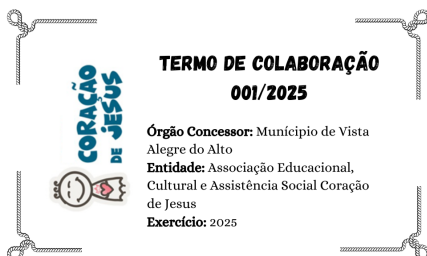 CORAÇÃO
DE JESUS
TERMO DE COLABORAÇÃO
001/2025
Órgão Concessor: Munícipio de Vista
Alegre do Alto
Entidade: Associação Educacional,
Cultural e Assistência Social Coração
de Jesus
Exercício: 2025